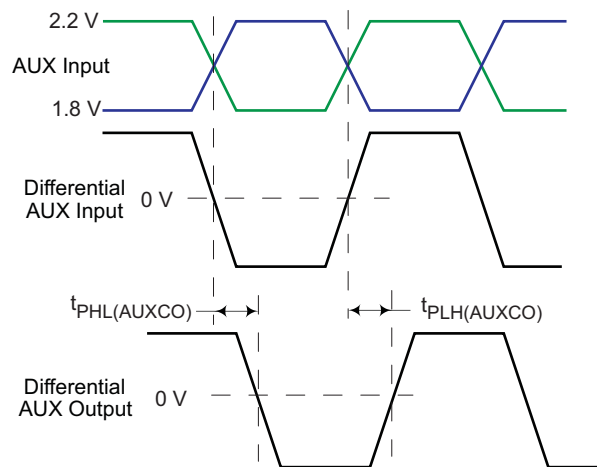 2.2 V
AUX Input
1.8 V
Differential
AUX Input
0 V
tPHL(AUXCO)
tPLH(AUXCO)
Differential
AUX Output
0 V